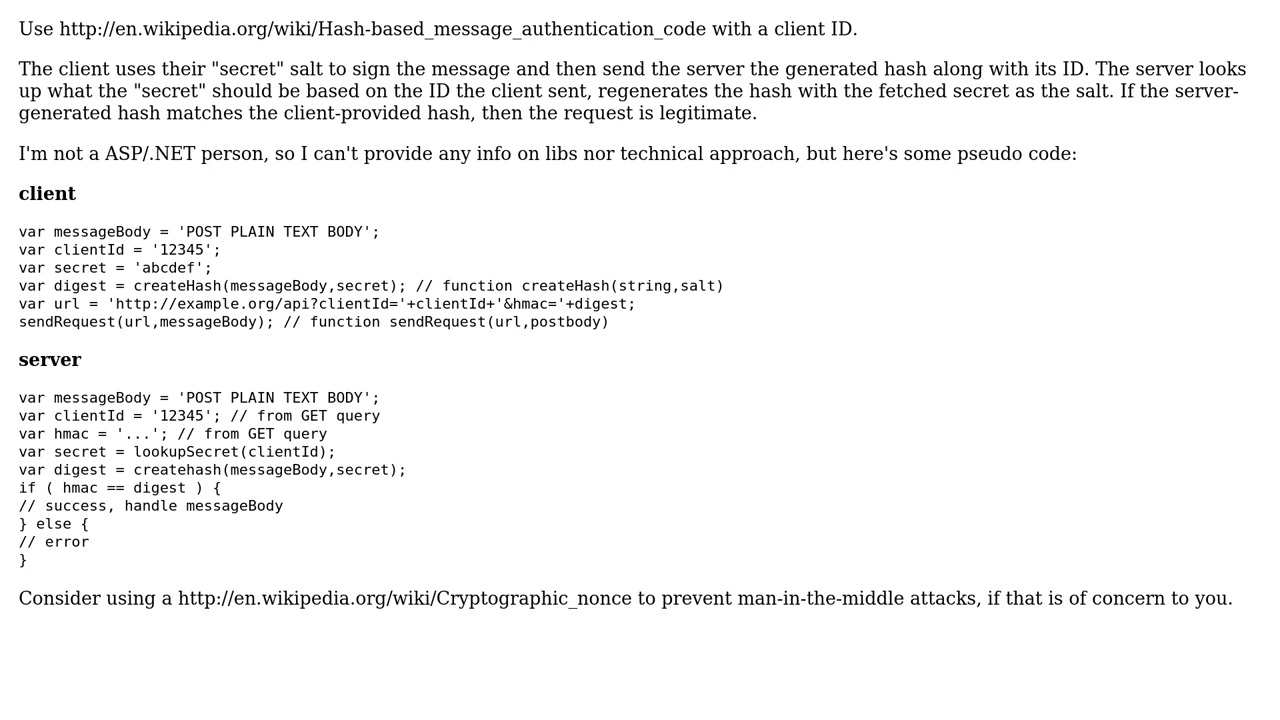 Use http://en.wikipedia.org/wiki/Hash-based_message_authentication_code with a client ID.
The client uses their "secret" salt to sign the message and then send the server the generated hash along with its ID. The server looks
up what the "secret" should be based on the ID the client sent, regenerates the hash with the fetched secret as the salt. If the server-
generated hash matches the client-provided hash, then the request is legitimate.
I'm not a ASP/.NET person, so I can't provide any info on libs nor technical approach, but here's some pseudo code:
client
var messageBody = 'POST PLAIN TEXT BODY';
var clientId = '12345';
var secret = 'abcdef';
var digest = createHash(messageBody,secret); // function createHash(string,salt)
var url = 'http://example.org/api?clientId='+clientId+'&hmac='+digest;
sendRequest(url,messageBody); // function sendRequest(url,postbody)
server
var messageBody = 'POST PLAIN TEXT BODY';
var clientId = '12345'; // from GET query
var hmac = '...'; // from GET query
var secret = lookupSecret(clientId);
var digest = createhash(messageBody,secret);
if ( hmac == digest ) {
// success, handle messageBody
} else {
// error
}
Consider using a http://en.wikipedia.org/wiki/Cryptographic_nonce to prevent man-in-the-middle attacks, if that is of concern to you.